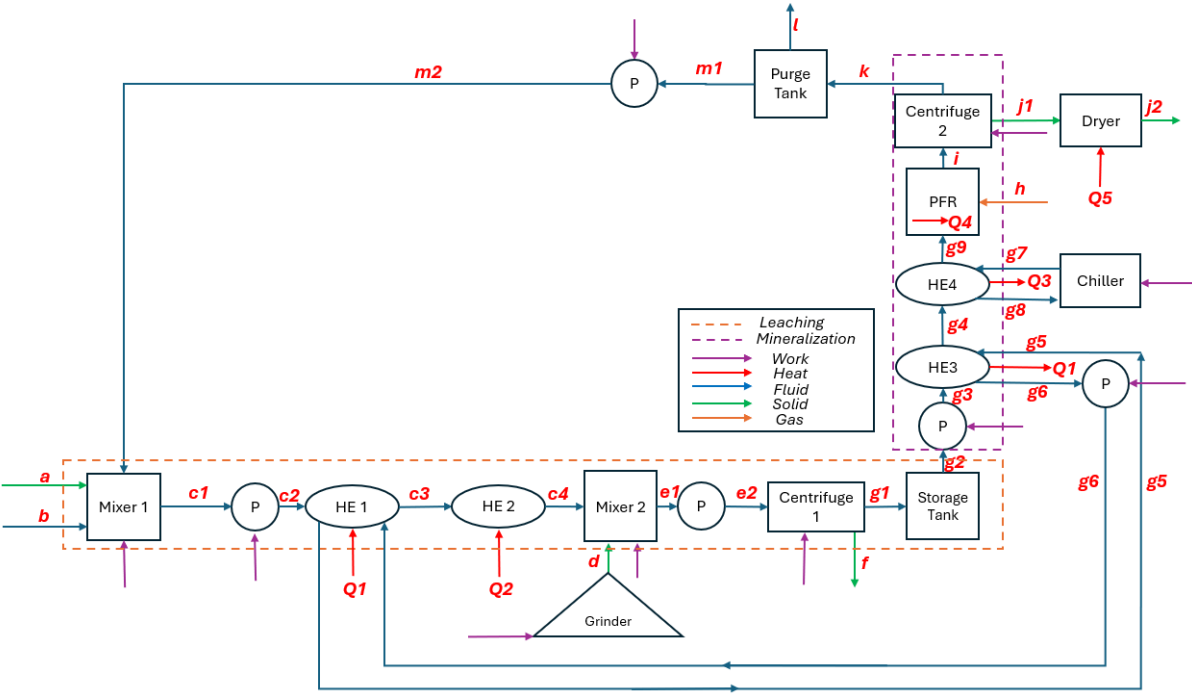 l
m2
P
m1
Purge
Tank
k
Centrifuge
2
j1
Dryer
j2
i
PFR
h
Q4
Q5
g9
g7
HE4
Q3
Chiller
g8
g4
Leaching
Mineralization
Work
Heat
Fluid
Solid
Gas
g5
HE3
Q1
g6
P
g3
P
g2
a
b
Mixer 1
c1
P
c2
HE 1
c3
HE 2
c4
Mixer 2
e1
P
e2
Centrifuge
1
g1
Storage
Tank
g6
g5
Q1
Q2
d
f
Grinder